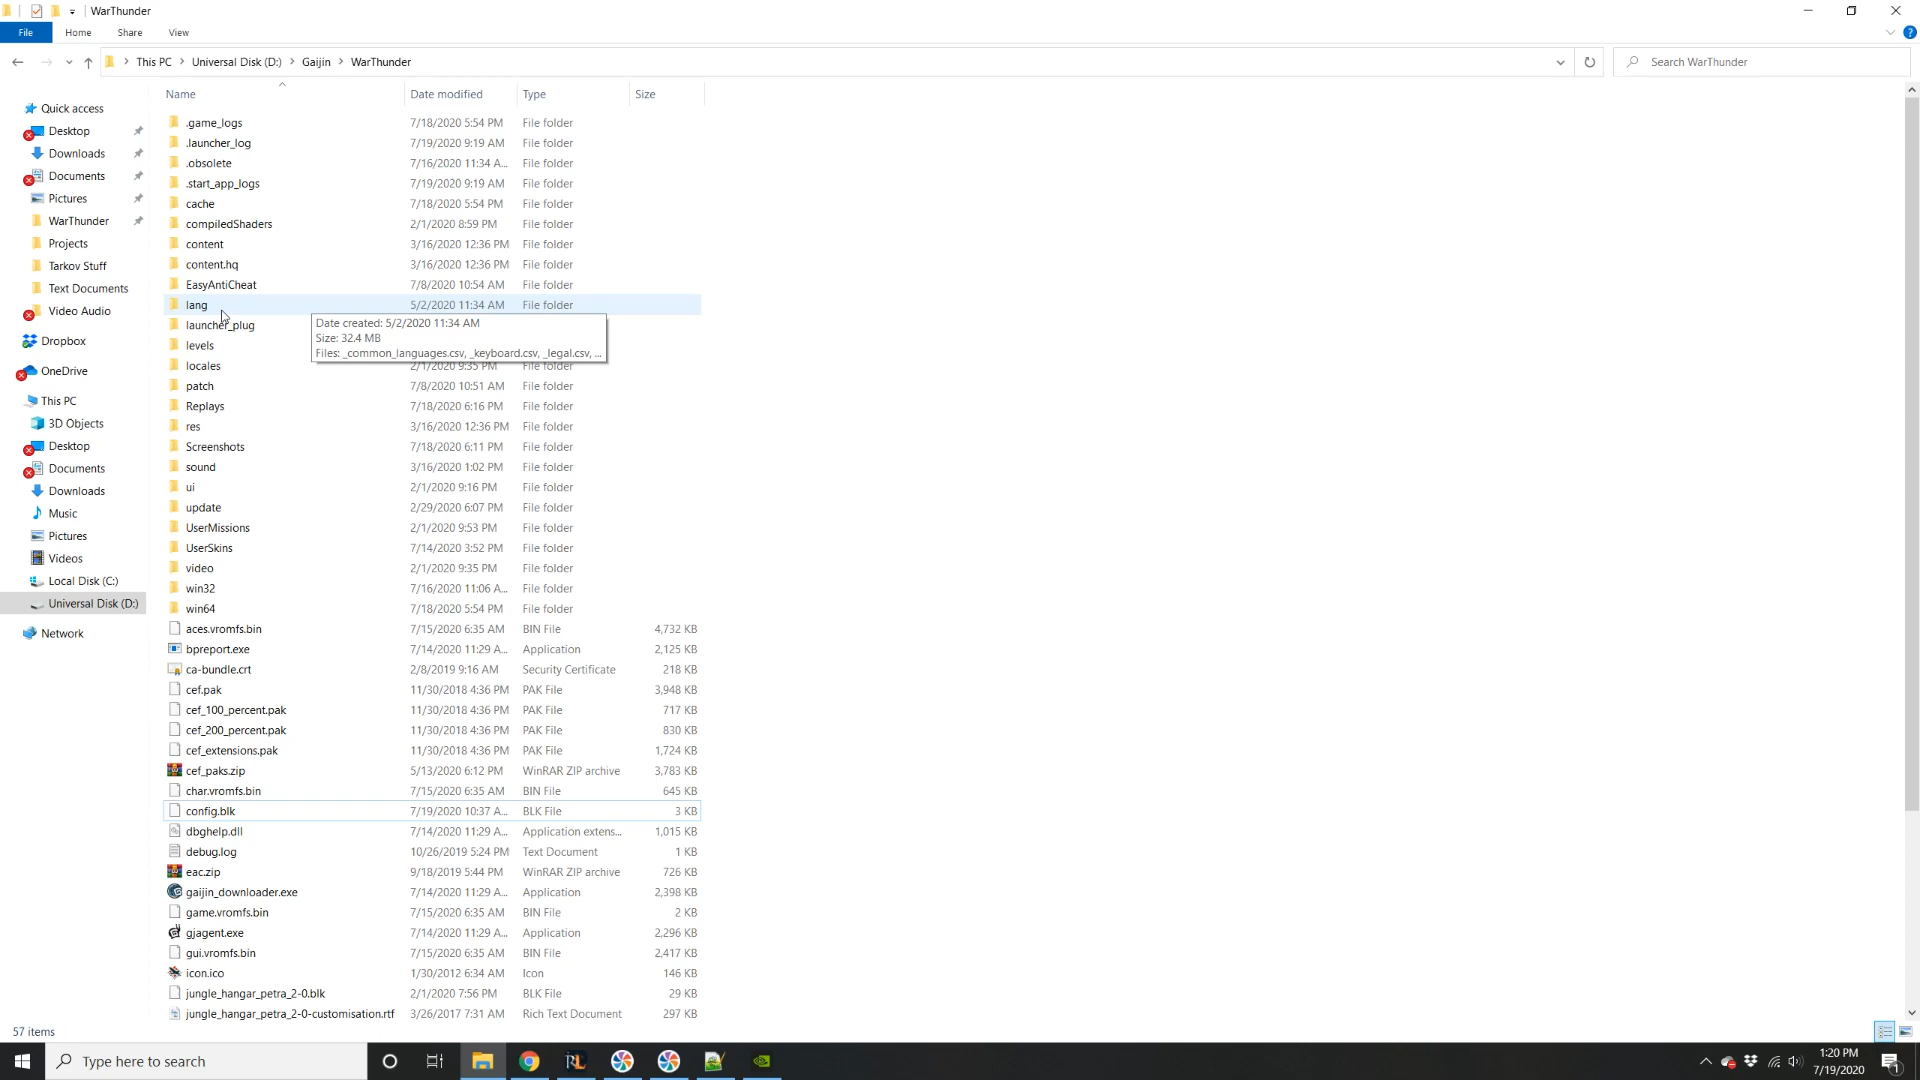 WarThunder
File Home Share View
This PC Universal Disk (D:) Gaijin WarThunder
Search WarThunder
Name Date modified Type Size
Quick access
Desktop
Downloads
Documents
Pictures
WarThunder
Projects
Tarkov Stuff
Text Documents
Video Audio
Dropbox
OneDrive
This PC
3D Objects
Desktop
Documents
Downloads
Music
Pictures
Videos
Local Disk (C:)
Universal Disk (D:)
Network
.game_logs 7/18/2020 5:54 PM File folder
.launcher_log 7/19/2020 9:19 AM File folder
.obsolete 7/16/2020 11:34 A... File folder
.start_app_logs 7/19/2020 9:19 AM File folder
cache 7/18/2020 5:54 PM File folder
compiledShaders 2/1/2020 8:59 PM File folder
content 3/16/2020 12:36 PM File folder
content.hq 3/16/2020 12:36 PM File folder
EasyAntiCheat 7/8/2020 10:54 AM File folder
lang 5/2/2020 11:34 AM File folder
launcher_plug
Date created: 5/2/2020 11:34 AM
Size: 32.4 MB
Files: _common_languages.csv, _keyboard.csv, _legal.csv, ...
levels
locales 2/1/2020 9:35 PM File folder
patch 7/8/2020 10:51 AM File folder
Replays 7/18/2020 6:16 PM File folder
res 3/16/2020 12:36 PM File folder
Screenshots 7/18/2020 6:11 PM File folder
sound 3/16/2020 1:02 PM File folder
ui 2/1/2020 9:16 PM File folder
update 2/29/2020 6:07 PM File folder
UserMissions 2/1/2020 9:53 PM File folder
UserSkins 7/14/2020 3:52 PM File folder
video 2/1/2020 9:35 PM File folder
win32 7/16/2020 11:06 A... File folder
win64 7/18/2020 5:54 PM File folder
aces.vromfs.bin 7/15/2020 6:35 AM BIN File 4,732 KB
bpreport.exe 7/14/2020 11:29 A... Application 2,125 KB
ca-bundle.crt 2/8/2019 9:16 AM Security Certificate 218 KB
cef.pak 11/30/2018 4:36 PM PAK File 3,948 KB
cef_100_percent.pak 11/30/2018 4:36 PM PAK File 717 KB
cef_200_percent.pak 11/30/2018 4:36 PM PAK File 830 KB
cef_extensions.pak 11/30/2018 4:36 PM PAK File 1,724 KB
cef_paks.zip 5/13/2020 6:12 PM WinRAR ZIP archive 3,783 KB
char.vromfs.bin 7/15/2020 6:35 AM BIN File 645 KB
config.blk 7/19/2020 10:37 A... BLK File 3 KB
dbghelp.dll 7/14/2020 11:29 A... Application extens... 1,015 KB
debug.log 10/26/2019 5:24 PM Text Document 1 KB
eac.zip 9/18/2019 5:44 PM WinRAR ZIP archive 726 KB
gaijin_downloader.exe 7/14/2020 11:29 A... Application 2,398 KB
game.vromfs.bin 7/15/2020 6:35 AM BIN File 2 KB
gjagent.exe 7/14/2020 11:29 A... Application 2,296 KB
gui.vromfs.bin 7/15/2020 6:35 AM BIN File 2,417 KB
icon.ico 1/30/2012 6:34 AM Icon 146 KB
jungle_hangar_petra_2-0.blk 2/1/2020 7:56 PM BLK File 29 KB
jungle_hangar_petra_2-0-customisation.rtf 3/26/2017 7:31 AM Rich Text Document 297 KB
57 items
Type here to search
RL
1:20 PM
7/19/2020
1